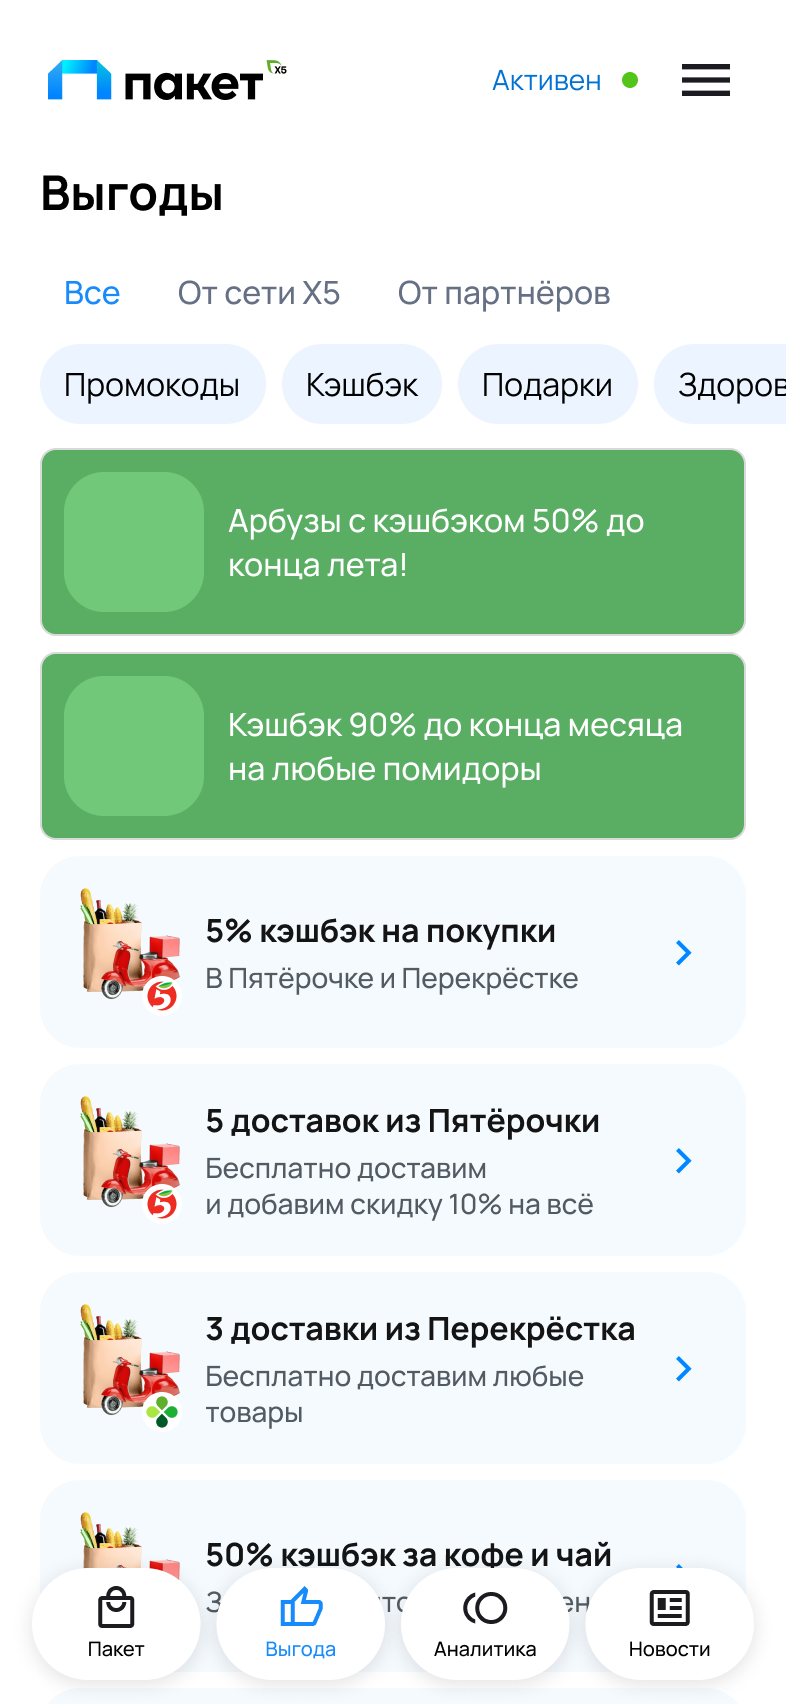 пакет X5
Активен
Выгоды
Все От сети X5 От партнёров
Промокоды Кэшбэк Подарки Здоров
Арбузы с кэшбэком 50% до
конца лета!
Кэшбэк 90% до конца месяца
на любые помидоры
5% кэшбэк на покупки
В Пятёрочке и Перекрёстке
5 доставок из Пятёрочки
Бесплатно доставим
и добавим скидку 10% на всё
3 доставки из Перекрёстка
Бесплатно доставим любые
товары
50% кэшбэк за кофе и чай
Пакет Выгода Аналитика Новости